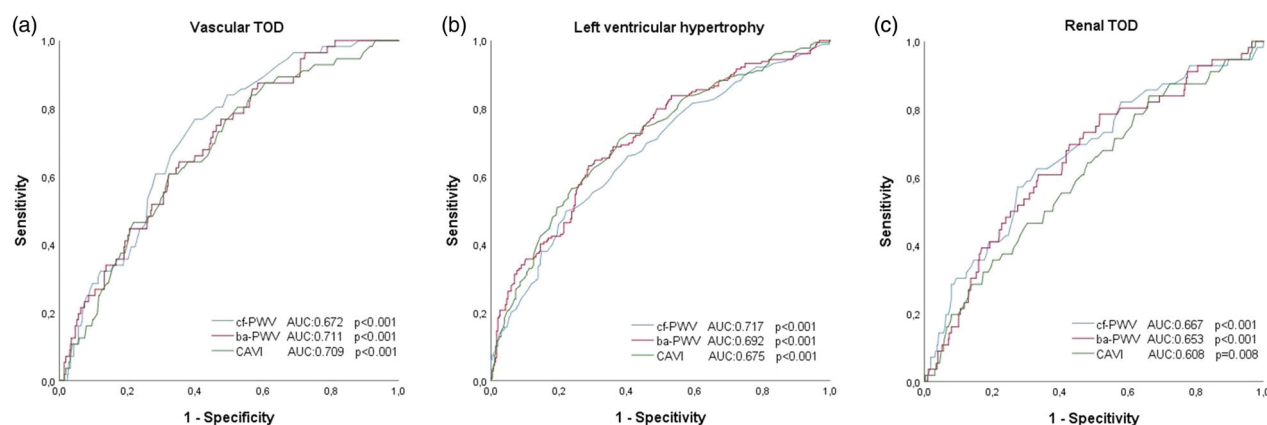 (a)
Vascular TOD
1,0
0,8
0,6
0,4
0,2
0,0
Sensitivity
cf-PWV AUC:0.672 p<0.001
ba-PWV AUC:0.711 p<0.001
CAVI AUC:0.709 p<0.001
0,0 0,2 0,4 0,6 0,8 1,0
1 - Specificity
(b)
Left ventricular hypertrophy
1,0
0,8
0,6
0,4
0,2
0,0
Sensitivity
cf-PWV AUC:0.717 p<0.001
ba-PWV AUC:0.692 p<0.001
CAVI AUC:0.675 p<0.001
0,0 0,2 0,4 0,6 0,8 1,0
1 - Specitivity
(c)
Renal TOD
1,0
0,8
0,6
0,4
0,2
0,0
Sensitivity
cf-PWV AUC:0.667 p<0.001
ba-PWV AUC:0.653 p<0.001
CAVI AUC:0.608 p=0.008
0,0 0,2 0,4 0,6 0,8 1,0
1 - Specitivity